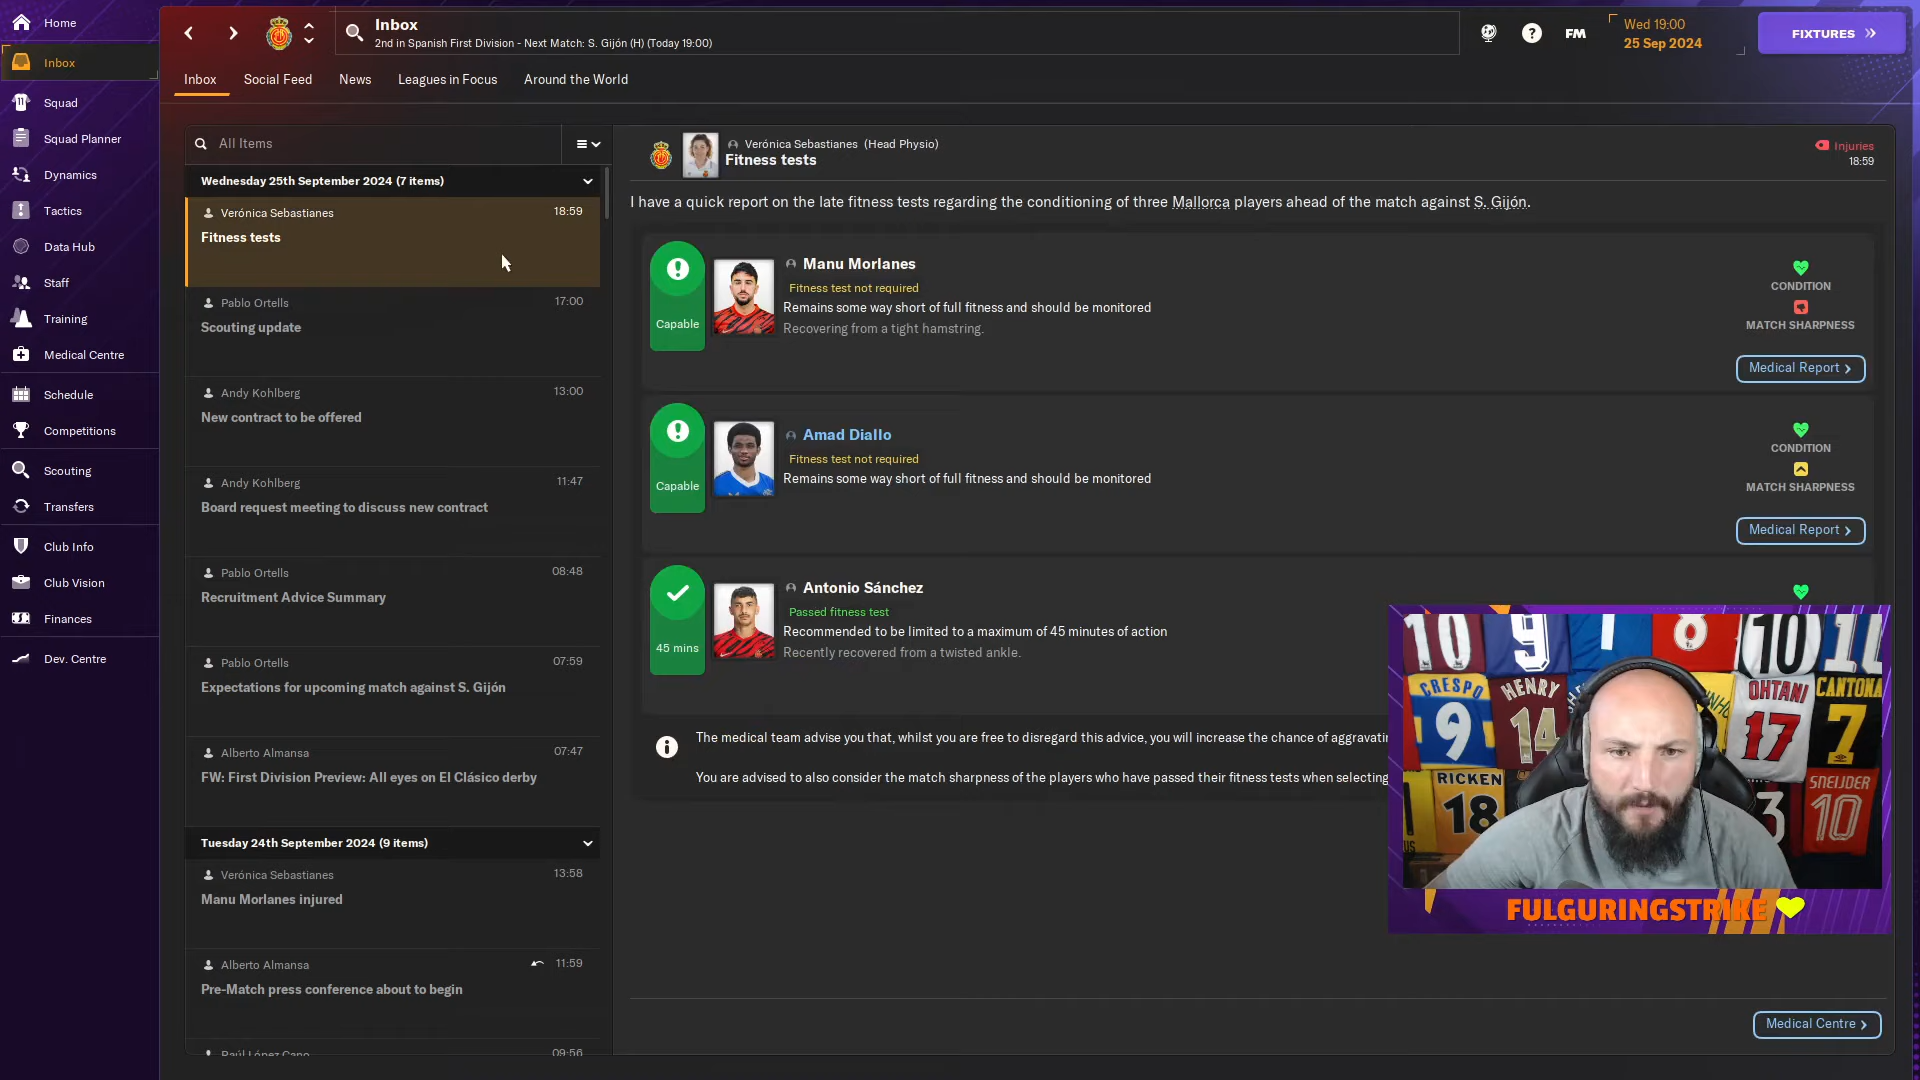 Home
Inbox
Squad
Squad Planner
Dynamics
Tactics
Data Hub
Staff
Training
Medical Centre
Schedule
Competitions
Scouting
Transfers
Club Info
Club Vision
Finances
Dev. Centre
Inbox
2nd in Spanish First Division - Next Match: S. Gijón (H) (Today 19:00)
FM
Wed 19:00
25 Sep 2024
FIXTURES
Inbox
Social Feed
News
Leagues in Focus
Around the World
All Items
Wednesday 25th September 2024 (7 items)
Verónica Sebastianes
18:59
Fitness tests
Pablo Ortells
17:00
Scouting update
Andy Kohlberg
13:00
New contract to be offered
Andy Kohlberg
11:47
Board request meeting to discuss new contract
Pablo Ortells
08:48
Recruitment Advice Summary
Pablo Ortells
07:59
Expectations for upcoming match against S. Gijón
Alberto Almansa
07:47
FW: First Division Preview: All eyes on El Clásico derby
Tuesday 24th September 2024 (9 items)
Verónica Sebastianes
13:58
Manu Morlanes injured
Alberto Almansa
11:59
Pre-Match press conference about to begin
Raúl López Cano
09:56
Verónica Sebastianes (Head Physio)
Fitness tests
Injuries
18:59
I have a quick report on the late fitness tests regarding the conditioning of three Mallorca players ahead of the match against S. Gijón.
Capable
Manu Morlanes
Fitness test not required
Remains some way short of full fitness and should be monitored
Recovering from a tight hamstring.
CONDITION
MATCH SHARPNESS
Medical Report
Capable
Amad Diallo
Fitness test not required
Remains some way short of full fitness and should be monitored
CONDITION
MATCH SHARPNESS
Medical Report
45 mins
Antonio Sánchez
Passed fitness test
Recommended to be limited to a maximum of 45 minutes of action
Recently recovered from a twisted ankle.
The medical team advise you that, whilst you are free to disregard this advice, you will increase the chance of
You are advised to also consider the match sharpness of the players who have passed their fitness tests when selecting
10
9
8
10
CRESPO
9
HENRY
14
OHTANI
17
CANTONA
7
RICKEN
18
3
SNEIJDER
10
FULGURINGSTRIKE
Medical Centre